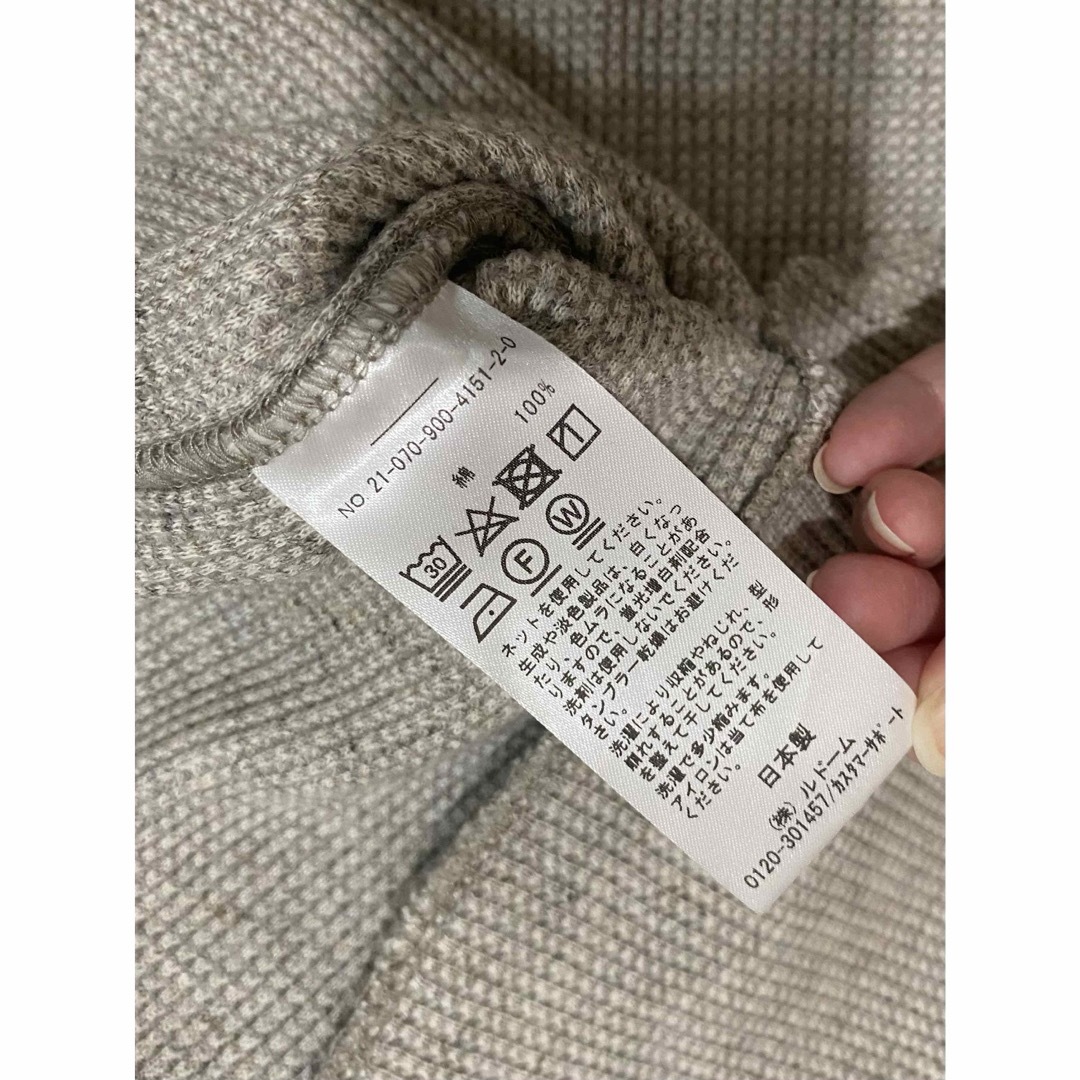 NO. 21-070-900-4151-2-0
綿 100%
30
F W
ネットを使用してください。
生成や淡色製品は、白くなっ
たり、色ムラになることがあ
りますので、蛍光増白剤配合
洗剤は使用しないでください。
タンブラー乾燥はお避けくだ
さい。
洗濯により収縮やねじれ、型
崩れすることがあるので、形
を整えて干してください。
洗濯で多少縮みます。
アイロンは当て布を使用して
ください。
日本製
(株)ルドーム
0120-301457/カスタマーサポート